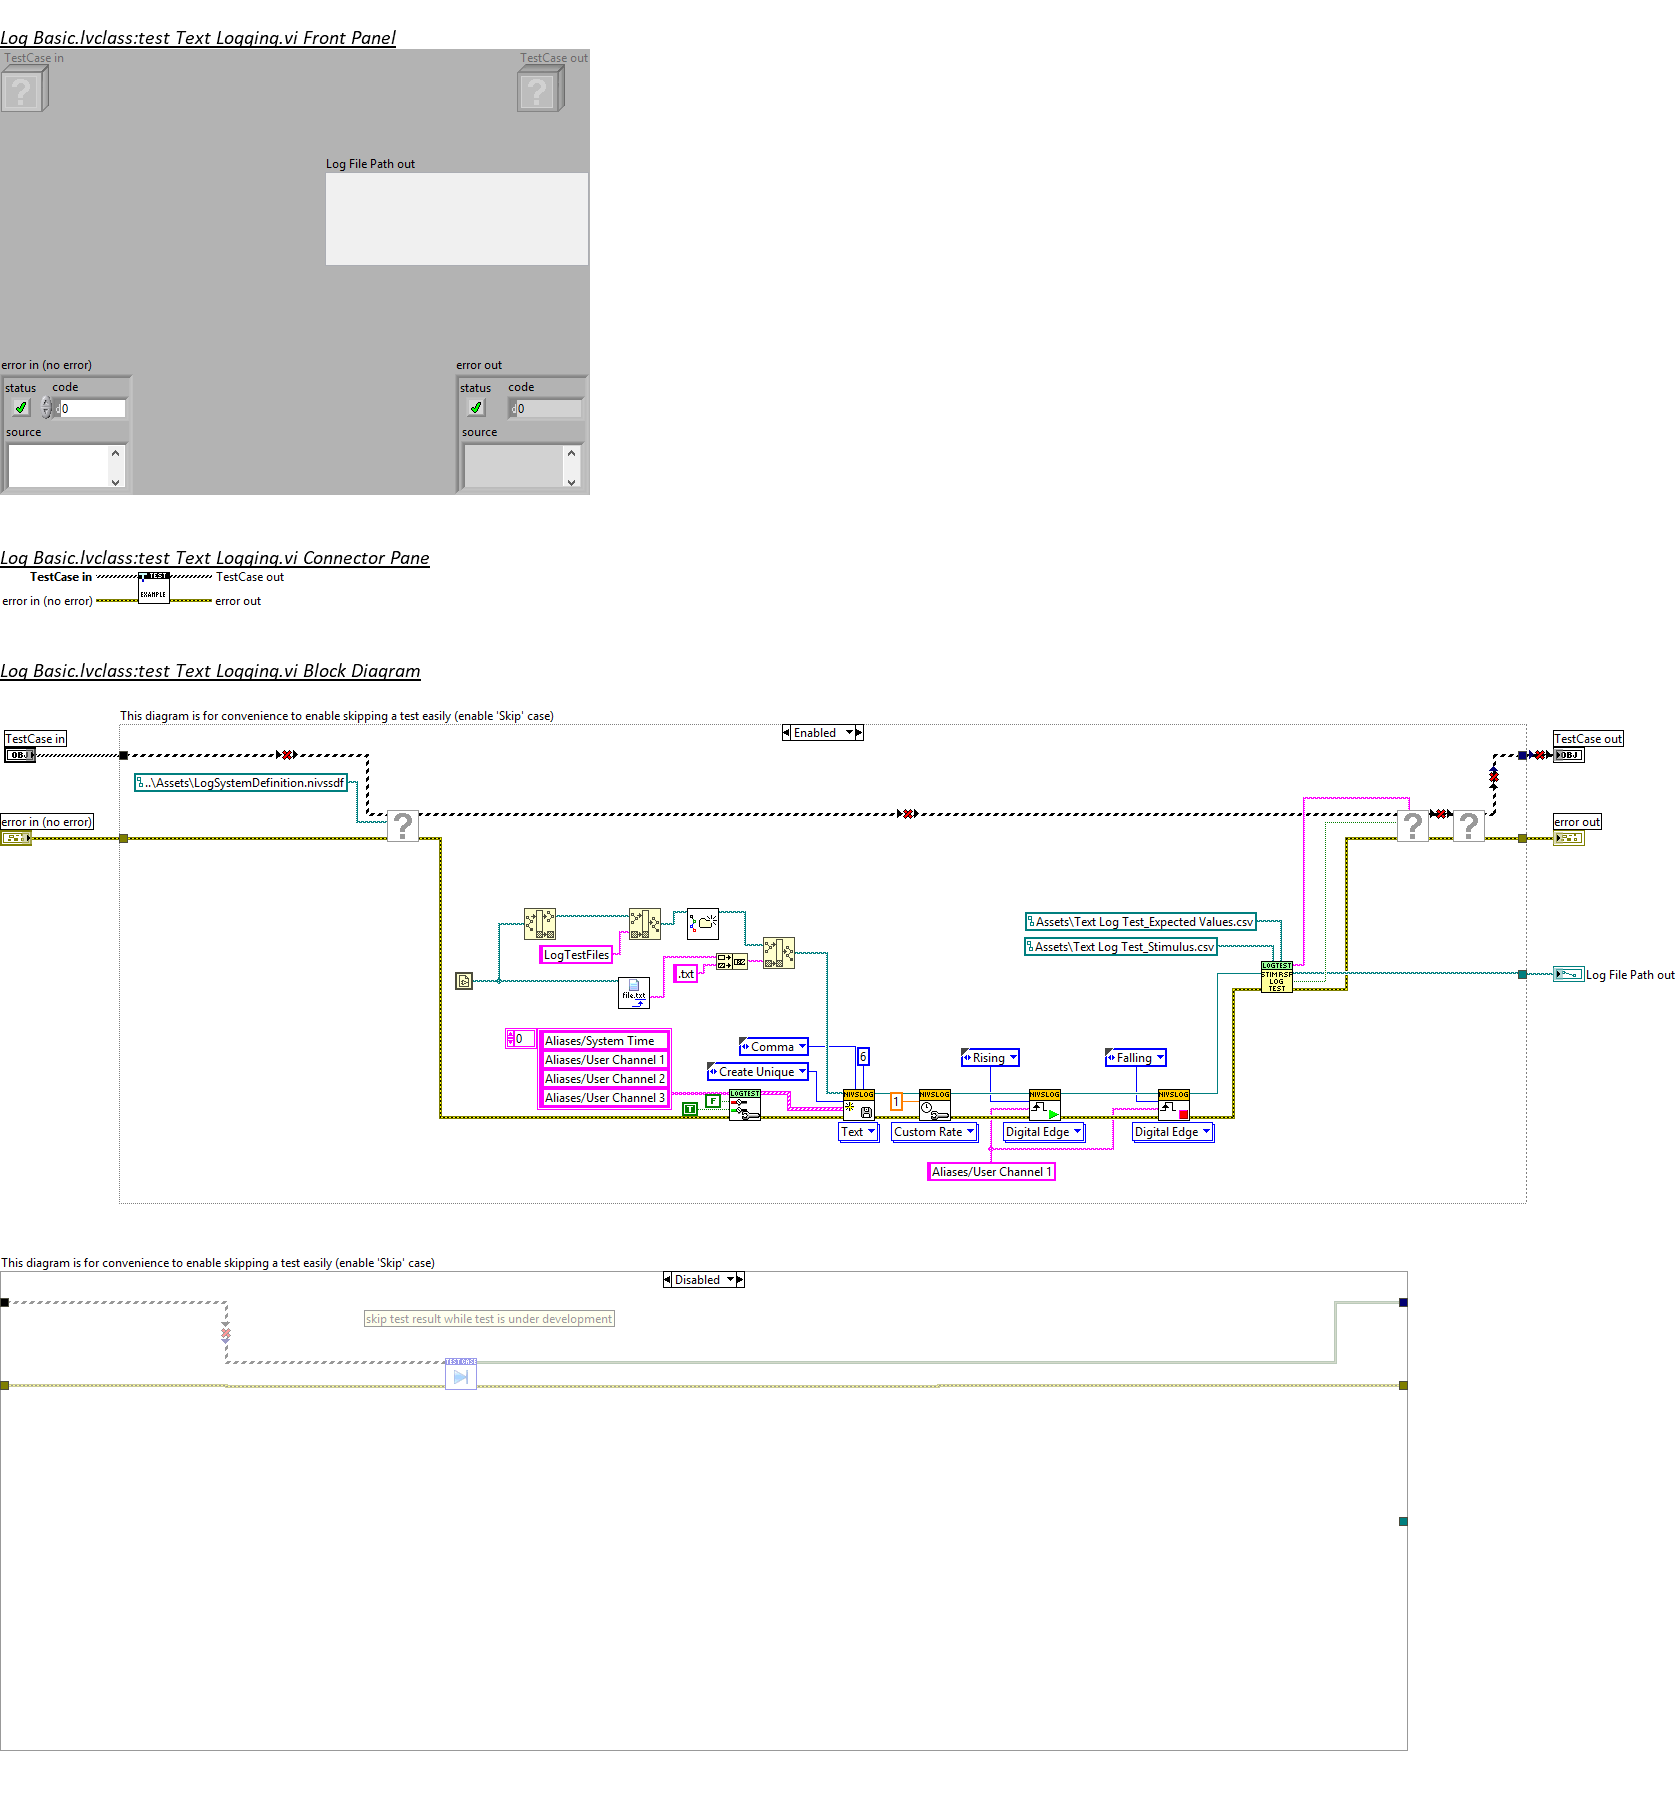 Log Basic.lvclass:test Text Logging.vi Front Panel
TestCase in
TestCase out
Log File Path out
error in (no error)
status
code
0
source
error out
status
code
0
source
Log Basic.lvclass:test Text Logging.vi Connector Pane
TestCase in
TestCase out
TEST
EXAMPLE
error in (no error)
error out
Log Basic.lvclass:test Text Logging.vi Block Diagram
This diagram is for convenience to enable skipping a test easily (enable 'Skip' case)
Enabled
TestCase in
OBJ
TestCase out
OBJ
..\Assets\LogSystemDefinition.nivssdf
error in (no error)
error out
LogTestFiles
.txt
file.txt
Assets\Text Log Test_Expected Values.csv
Assets\Text Log Test_Stimulus.csv
LOGTEST
STIM RSP
LOG
TEST
Log File Path out
0
Aliases/System Time
Aliases/User Channel 1
Aliases/User Channel 2
Aliases/User Channel 3
Comma
6
Create Unique
Rising
Falling
T
F
LOGTEST
NIVSLOG
1
NIVSLOG
NIVSLOG
NIVSLOG
Text
Custom Rate
Digital Edge
Digital Edge
Aliases/User Channel 1
This diagram is for convenience to enable skipping a test easily (enable 'Skip' case)
Disabled
skip test result while test is under development
TEST CASE